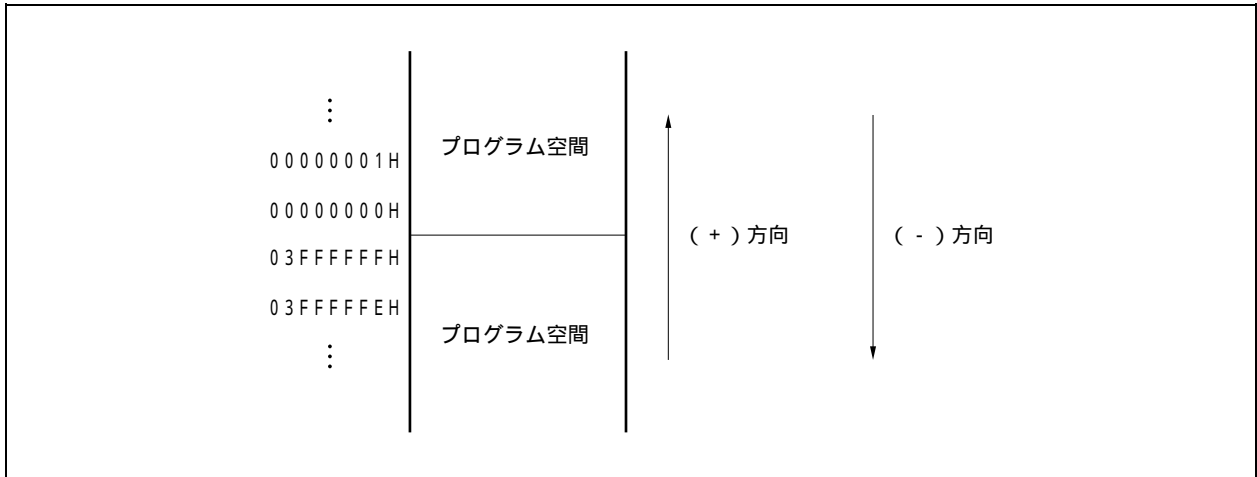 ⋮
00000001H
プログラム空間
00000000H
(+)方向
(-)方向
03FFFFFFH
03FFFFFEH
プログラム空間
⋮